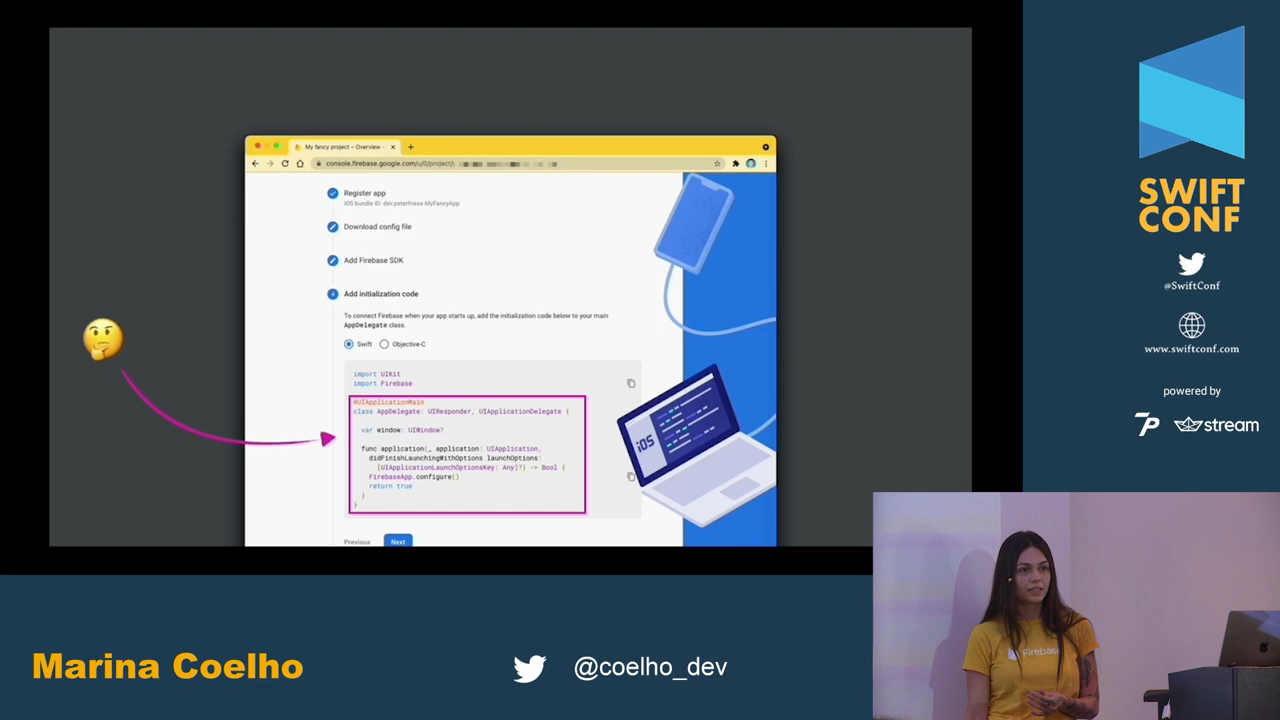 My fancy project – Overview -
console.firebase.google.com/u/0/project/
Register app
iOS bundle ID: dev.peterfriese.MyFancyApp
Download config file
Add Firebase SDK
4
Add initialization code
To connect Firebase when your app starts up, add the initialization code below to your main
AppDelegate class.
Swift
Objective-C
import UIKit
import Firebase
@UIApplicationMain
class AppDelegate: UIResponder, UIApplicationDelegate {
var window: UIWindow?
func application(_ application: UIApplication,
didFinishLaunchingWithOptions launchOptions:
[UIApplicationLaunchOptionsKey: Any]?) -> Bool {
FirebaseApp.configure()
return true
}
}
Previous
Next
iOS
SWIFT
CONF
@SwiftConf
www.swiftconf.com
powered by
stream
Firebase
Marina Coelho
@coelho_dev